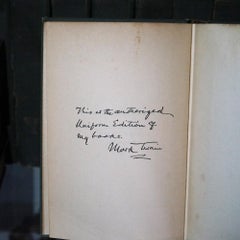 This is the authorized
Uniform Edition of
my books.
Mark Twain